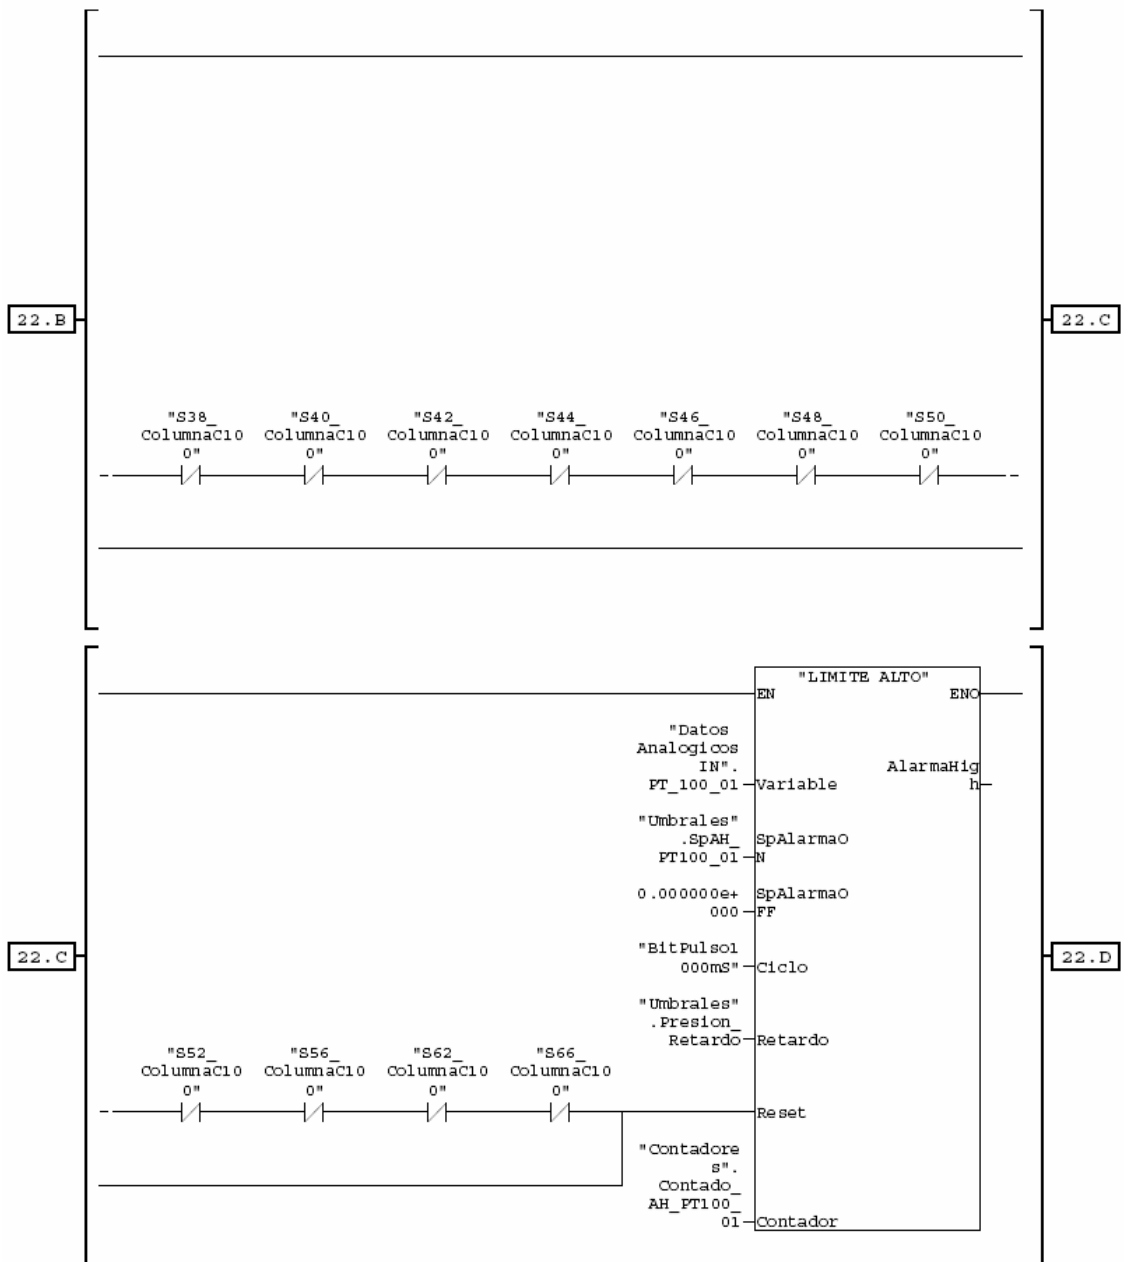 22.B
22.C
"S38_
ColumnaC10
0"
"S40_
ColumnaC10
0"
"S42_
ColumnaC10
0"
"S44_
ColumnaC10
0"
"S46_
ColumnaC10
0"
"S48_
ColumnaC10
0"
"S50_
ColumnaC10
0"
"LIMITE ALTO"
EN
ENO
"Datos
Analogicos
IN".
PT_100_01
Variable
AlarmaHig
h
"Umbrales"
.SpAH_
PT100_01
SpAlarmaO
N
0.000000e+
000
SpAlarmaO
FF
22.C
22.D
"BitPulso1
000mS"
Ciclo
"Umbrales"
.Presion_
Retardo
Retardo
"S52_
ColumnaC10
0"
"S56_
ColumnaC10
0"
"S62_
ColumnaC10
0"
"S66_
ColumnaC10
0"
Reset
"Contadore
s".
Contado_
AH_PT100_
01
Contador